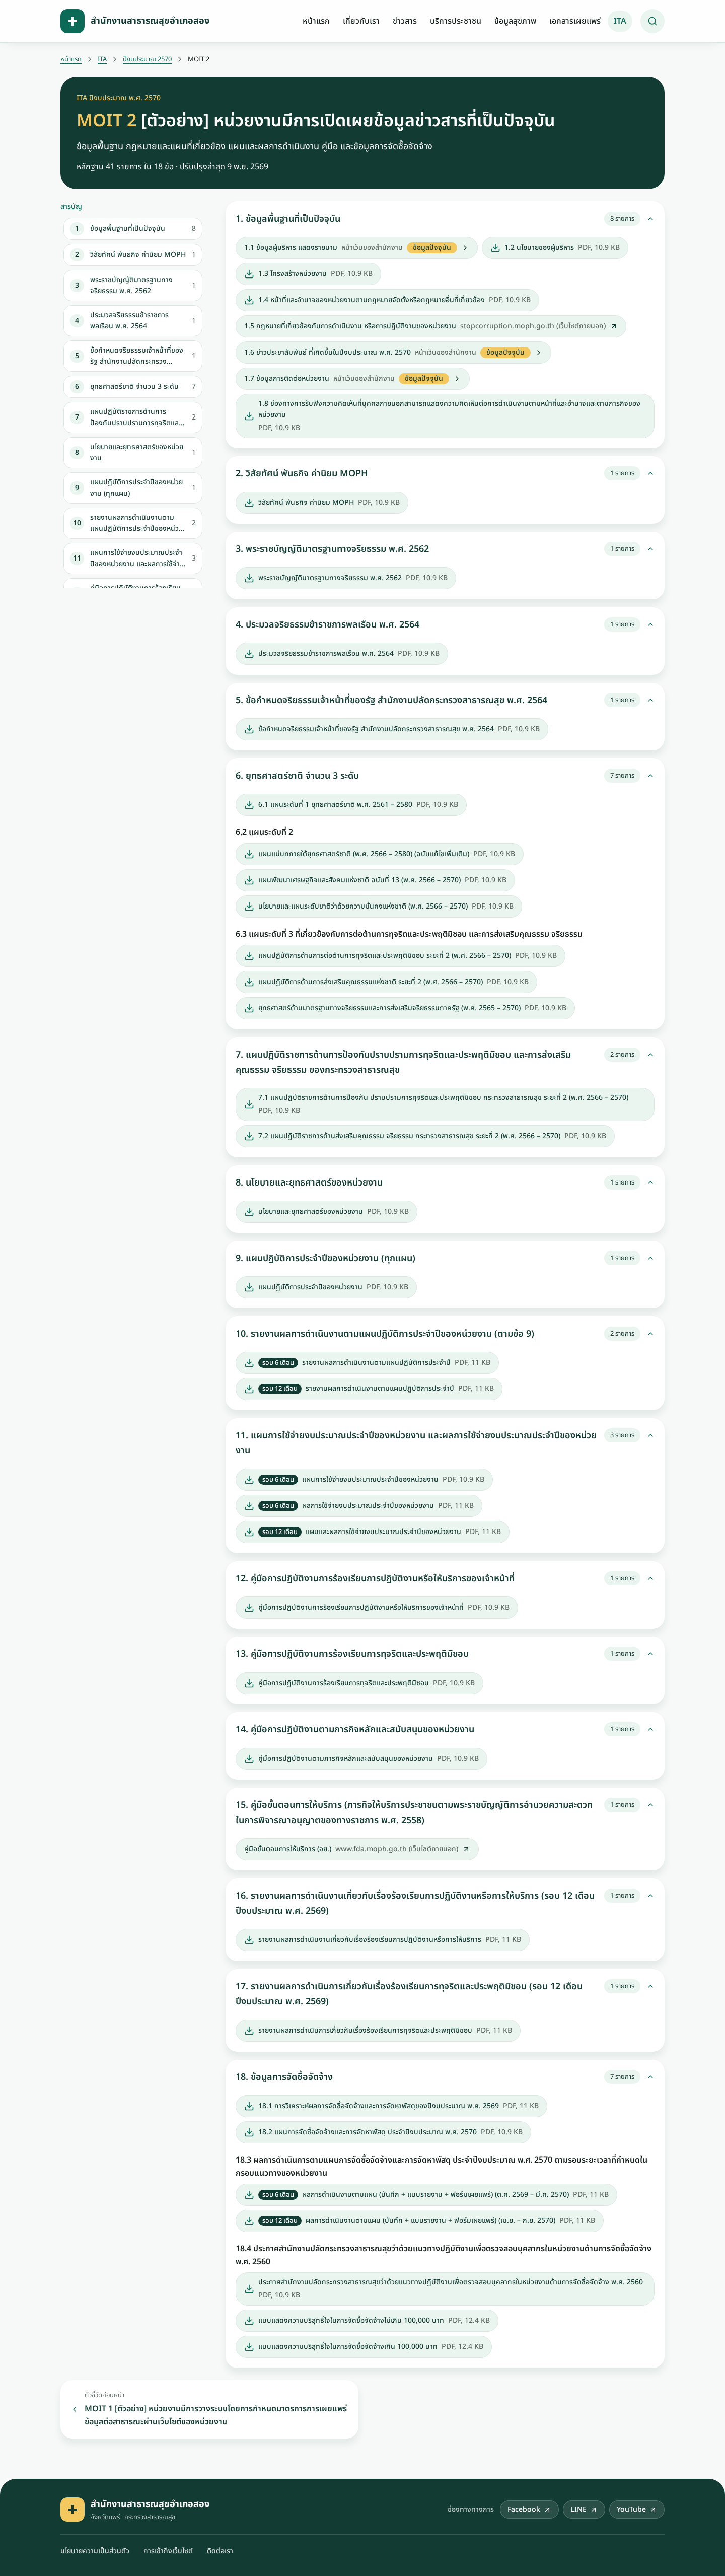 สำนักงานสาธารณสุขอำเภอสอง
หน้าแรก เกี่ยวกับเรา ข่าวสาร บริการประชาชน ข้อมูลสุขภาพ เอกสารเผยแพร่ ITA
หน้าแรก > ITA > ปีงบประมาณ 2570 > MOIT 2
ITA ปีงบประมาณ พ.ศ. 2570
MOIT 2 [ตัวอย่าง] หน่วยงานมีการเปิดเผยข้อมูลข่าวสารที่เป็นปัจจุบัน
ข้อมูลพื้นฐาน กฎหมายและแผนที่เกี่ยวข้อง แผนและผลการดำเนินงาน คู่มือ และข้อมูลการจัดซื้อจัดจ้าง
หลักฐาน 41 รายการ ใน 18 ข้อ · ปรับปรุงล่าสุด 9 พ.ย. 2569
สารบัญ
1 ข้อมูลพื้นฐานที่เป็นปัจจุบัน 8
2 วิสัยทัศน์ พันธกิจ ค่านิยม MOPH 1
3 พระราชบัญญัติมาตรฐานทาง
จริยธรรม พ.ศ. 2562 1
4 ประมวลจริยธรรมข้าราชการ
พลเรือน พ.ศ. 2564 1
5 ข้อกำหนดจริยธรรมเจ้าหน้าที่ของ
รัฐ สำนักงานปลัดกระทรวง... 1
6 ยุทธศาสตร์ชาติ จำนวน 3 ระดับ 7
7 แผนปฏิบัติราชการด้านการ
ป้องกันปราบปรามการทุจริตแล... 2
8 นโยบายและยุทธศาสตร์ของหน่วย
งาน 1
9 แผนปฏิบัติการประจำปีของหน่วย
งาน (ทุกแผน) 1
10 รายงานผลการดำเนินงานตาม
แผนปฏิบัติการประจำปีของหน่ว... 2
11 แผนการใช้จ่ายงบประมาณประจำ
ปีของหน่วยงาน และผลการใช้จ่า... 3
1. ข้อมูลพื้นฐานที่เป็นปัจจุบัน 8 รายการ
1.1 ข้อมูลผู้บริหาร แสดงรายนาม หน้าเว็บของสำนักงาน ข้อมูลปัจจุบัน
1.2 นโยบายของผู้บริหาร PDF, 10.9 KB
1.3 โครงสร้างหน่วยงาน PDF, 10.9 KB
1.4 หน้าที่และอำนาจของหน่วยงานตามกฎหมายจัดตั้งหรือกฎหมายอื่นที่เกี่ยวข้อง PDF, 10.9 KB
1.5 กฎหมายที่เกี่ยวข้องกับการดำเนินงาน หรือการปฏิบัติงานของหน่วยงาน stopcorruption.moph.go.th (เว็บไซต์ภายนอก)
1.6 ข่าวประชาสัมพันธ์ ที่เกิดขึ้นในปีงบประมาณ พ.ศ. 2570 หน้าเว็บของสำนักงาน ข้อมูลปัจจุบัน
1.7 ข้อมูลการติดต่อหน่วยงาน หน้าเว็บของสำนักงาน ข้อมูลปัจจุบัน
1.8 ช่องทางการรับฟังความคิดเห็นที่บุคคลภายนอกสามารถแสดงความคิดเห็นต่อการดำเนินงานตามหน้าที่และอำนาจและตามภารกิจของ
หน่วยงาน
PDF, 10.9 KB
2. วิสัยทัศน์ พันธกิจ ค่านิยม MOPH 1 รายการ
วิสัยทัศน์ พันธกิจ ค่านิยม MOPH PDF, 10.9 KB
3. พระราชบัญญัติมาตรฐานทางจริยธรรม พ.ศ. 2562 1 รายการ
พระราชบัญญัติมาตรฐานทางจริยธรรม พ.ศ. 2562 PDF, 10.9 KB
4. ประมวลจริยธรรมข้าราชการพลเรือน พ.ศ. 2564 1 รายการ
ประมวลจริยธรรมข้าราชการพลเรือน พ.ศ. 2564 PDF, 10.9 KB
5. ข้อกำหนดจริยธรรมเจ้าหน้าที่ของรัฐ สำนักงานปลัดกระทรวงสาธารณสุข พ.ศ. 2564 1 รายการ
ข้อกำหนดจริยธรรมเจ้าหน้าที่ของรัฐ สำนักงานปลัดกระทรวงสาธารณสุข พ.ศ. 2564 PDF, 10.9 KB
6. ยุทธศาสตร์ชาติ จำนวน 3 ระดับ 7 รายการ
6.1 แผนระดับที่ 1 ยุทธศาสตร์ชาติ พ.ศ. 2561 – 2580 PDF, 10.9 KB
6.2 แผนระดับที่ 2
แผนแม่บทภายใต้ยุทธศาสตร์ชาติ (พ.ศ. 2566 – 2580) (ฉบับแก้ไขเพิ่มเติม) PDF, 10.9 KB
แผนพัฒนาเศรษฐกิจและสังคมแห่งชาติ ฉบับที่ 13 (พ.ศ. 2566 – 2570) PDF, 10.9 KB
นโยบายและแผนระดับชาติว่าด้วยความมั่นคงแห่งชาติ (พ.ศ. 2566 – 2570) PDF, 10.9 KB
6.3 แผนระดับที่ 3 ที่เกี่ยวข้องกับการต่อต้านการทุจริตและประพฤติมิชอบ และการส่งเสริมคุณธรรม จริยธรรม
แผนปฏิบัติการด้านการต่อต้านการทุจริตและประพฤติมิชอบ ระยะที่ 2 (พ.ศ. 2566 – 2570) PDF, 10.9 KB
แผนปฏิบัติการด้านการส่งเสริมคุณธรรมแห่งชาติ ระยะที่ 2 (พ.ศ. 2566 – 2570) PDF, 10.9 KB
ยุทธศาสตร์ด้านมาตรฐานทางจริยธรรมและการส่งเสริมจริยธรรมภาครัฐ (พ.ศ. 2565 – 2570) PDF, 10.9 KB
7. แผนปฏิบัติราชการด้านการป้องกันปราบปรามการทุจริตและประพฤติมิชอบ และการส่งเสริม
คุณธรรม จริยธรรม ของกระทรวงสาธารณสุข 2 รายการ
7.1 แผนปฏิบัติราชการด้านการป้องกัน ปราบปรามการทุจริตและประพฤติมิชอบ กระทรวงสาธารณสุข ระยะที่ 2 (พ.ศ. 2566 – 2570)
PDF, 10.9 KB
7.2 แผนปฏิบัติราชการด้านส่งเสริมคุณธรรม จริยธรรม กระทรวงสาธารณสุข ระยะที่ 2 (พ.ศ. 2566 – 2570) PDF, 10.9 KB
8. นโยบายและยุทธศาสตร์ของหน่วยงาน 1 รายการ
นโยบายและยุทธศาสตร์ของหน่วยงาน PDF, 10.9 KB
9. แผนปฏิบัติการประจำปีของหน่วยงาน (ทุกแผน) 1 รายการ
แผนปฏิบัติการประจำปีของหน่วยงาน PDF, 10.9 KB
10. รายงานผลการดำเนินงานตามแผนปฏิบัติการประจำปีของหน่วยงาน (ตามข้อ 9) 2 รายการ
รอบ 6 เดือน รายงานผลการดำเนินงานตามแผนปฏิบัติการประจำปี PDF, 11 KB
รอบ 12 เดือน รายงานผลการดำเนินงานตามแผนปฏิบัติการประจำปี PDF, 11 KB
11. แผนการใช้จ่ายงบประมาณประจำปีของหน่วยงาน และผลการใช้จ่ายงบประมาณประจำปีของหน่วย
งาน 3 รายการ
รอบ 6 เดือน แผนการใช้จ่ายงบประมาณประจำปีของหน่วยงาน PDF, 10.9 KB
รอบ 6 เดือน ผลการใช้จ่ายงบประมาณประจำปีของหน่วยงาน PDF, 11 KB
รอบ 12 เดือน แผนและผลการใช้จ่ายงบประมาณประจำปีของหน่วยงาน PDF, 11 KB
12. คู่มือการปฏิบัติงานการร้องเรียนการปฏิบัติงานหรือให้บริการของเจ้าหน้าที่ 1 รายการ
คู่มือการปฏิบัติงานการร้องเรียนการปฏิบัติงานหรือให้บริการของเจ้าหน้าที่ PDF, 10.9 KB
13. คู่มือการปฏิบัติงานการร้องเรียนการทุจริตและประพฤติมิชอบ 1 รายการ
คู่มือการปฏิบัติงานการร้องเรียนการทุจริตและประพฤติมิชอบ PDF, 10.9 KB
14. คู่มือการปฏิบัติงานตามภารกิจหลักและสนับสนุนของหน่วยงาน 1 รายการ
คู่มือการปฏิบัติงานตามภารกิจหลักและสนับสนุนของหน่วยงาน PDF, 10.9 KB
15. คู่มือขั้นตอนการให้บริการ (ภารกิจให้บริการประชาชนตามพระราชบัญญัติการอำนวยความสะดวก
ในการพิจารณาอนุญาตของทางราชการ พ.ศ. 2558) 1 รายการ
คู่มือขั้นตอนการให้บริการ (อย.) www.fda.moph.go.th (เว็บไซต์ภายนอก)
16. รายงานผลการดำเนินงานเกี่ยวกับเรื่องร้องเรียนการปฏิบัติงานหรือการให้บริการ (รอบ 12 เดือน
ปีงบประมาณ พ.ศ. 2569) 1 รายการ
รายงานผลการดำเนินงานเกี่ยวกับเรื่องร้องเรียนการปฏิบัติงานหรือการให้บริการ PDF, 11 KB
17. รายงานผลการดำเนินการเกี่ยวกับเรื่องร้องเรียนการทุจริตและประพฤติมิชอบ (รอบ 12 เดือน
ปีงบประมาณ พ.ศ. 2569) 1 รายการ
รายงานผลการดำเนินการเกี่ยวกับเรื่องร้องเรียนการทุจริตและประพฤติมิชอบ PDF, 11 KB
18. ข้อมูลการจัดซื้อจัดจ้าง 7 รายการ
18.1 การวิเคราะห์ผลการจัดซื้อจัดจ้างและการจัดหาพัสดุของปีงบประมาณ พ.ศ. 2569 PDF, 11 KB
18.2 แผนการจัดซื้อจัดจ้างและการจัดหาพัสดุ ประจำปีงบประมาณ พ.ศ. 2570 PDF, 10.9 KB
18.3 ผลการดำเนินการตามแผนการจัดซื้อจัดจ้างและการจัดหาพัสดุ ประจำปีงบประมาณ พ.ศ. 2570 ตามรอบระยะเวลาที่กำหนดใน
กรอบแนวทางของหน่วยงาน
รอบ 6 เดือน ผลการดำเนินงานตามแผน (บันทึก + แบบรายงาน + ฟอร์มเผยแพร่) (ต.ค. 2569 – มี.ค. 2570) PDF, 11 KB
รอบ 12 เดือน ผลการดำเนินงานตามแผน (บันทึก + แบบรายงาน + ฟอร์มเผยแพร่) (เม.ย. – ก.ย. 2570) PDF, 11 KB
18.4 ประกาศสำนักงานปลัดกระทรวงสาธารณสุขว่าด้วยแนวทางปฏิบัติงานเพื่อตรวจสอบบุคลากรในหน่วยงานด้านการจัดซื้อจัดจ้าง
พ.ศ. 2560
ประกาศสำนักงานปลัดกระทรวงสาธารณสุขว่าด้วยแนวทางปฏิบัติงานเพื่อตรวจสอบบุคลากรในหน่วยงานด้านการจัดซื้อจัดจ้าง พ.ศ. 2560
PDF, 10.9 KB
แบบแสดงความบริสุทธิ์ใจในการจัดซื้อจัดจ้างไม่เกิน 100,000 บาท PDF, 12.4 KB
แบบแสดงความบริสุทธิ์ใจในการจัดซื้อจัดจ้างเกิน 100,000 บาท PDF, 12.4 KB
ตัวชี้วัดก่อนหน้า
MOIT 1 [ตัวอย่าง] หน่วยงานมีการวางระบบโดยการกำหนดมาตรการการเผยแพร่
ข้อมูลต่อสาธารณะผ่านเว็บไซต์ของหน่วยงาน
สำนักงานสาธารณสุขอำเภอสอง
จังหวัดแพร่ · กระทรวงสาธารณสุข
ช่องทางทางการ Facebook LINE YouTube
นโยบายความเป็นส่วนตัว การเข้าถึงเว็บไซต์ ติดต่อเรา